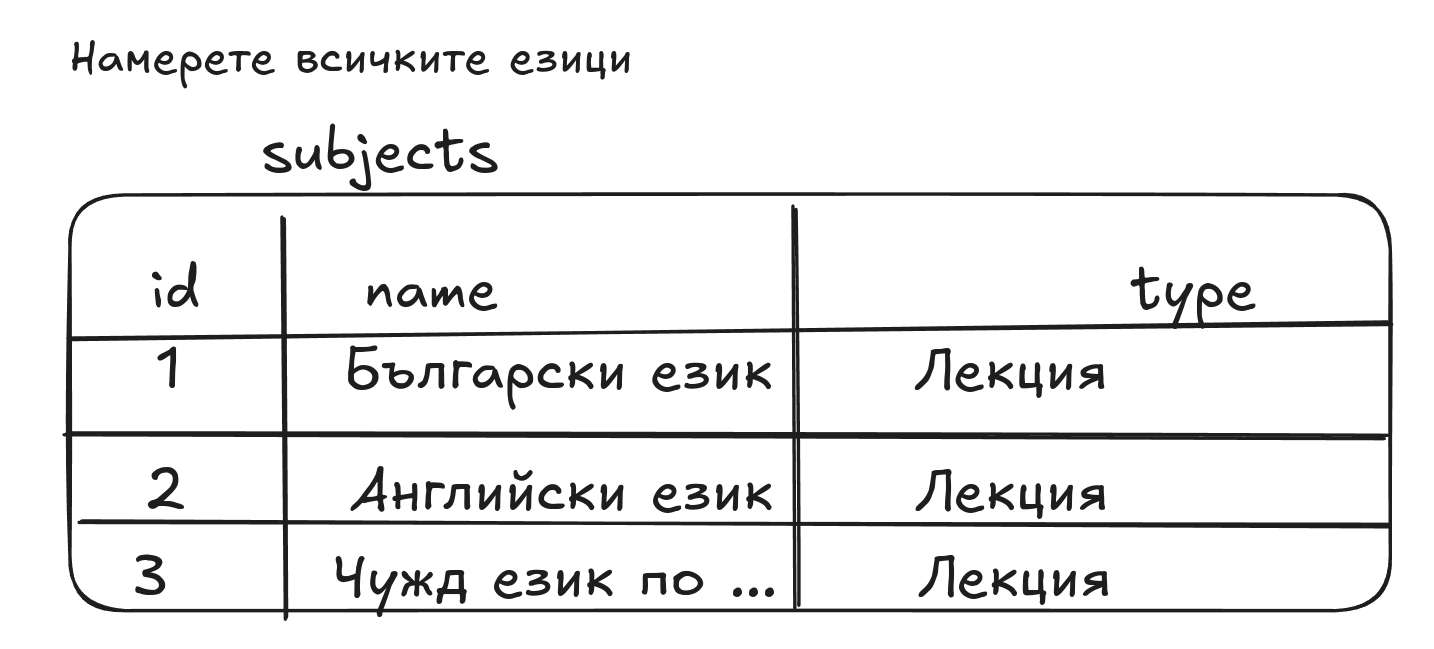 Намерете всичките езици
subjects
id name type
1 Български език Лекция
2 Английски език Лекция
3 Чужд език по ... Лекция